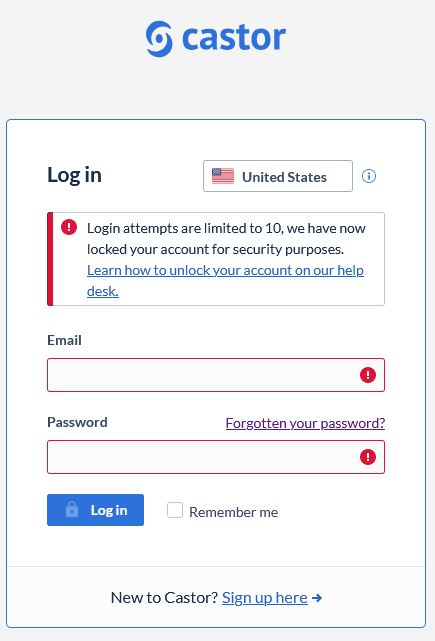 castor
Log in
United States
Login attempts are limited to 10, we have now
locked your account for security purposes.
Learn how to unlock your account on our help
desk.
Email
Password
Forgotten your password?
Log in
Remember me
New to Castor? Sign up here →